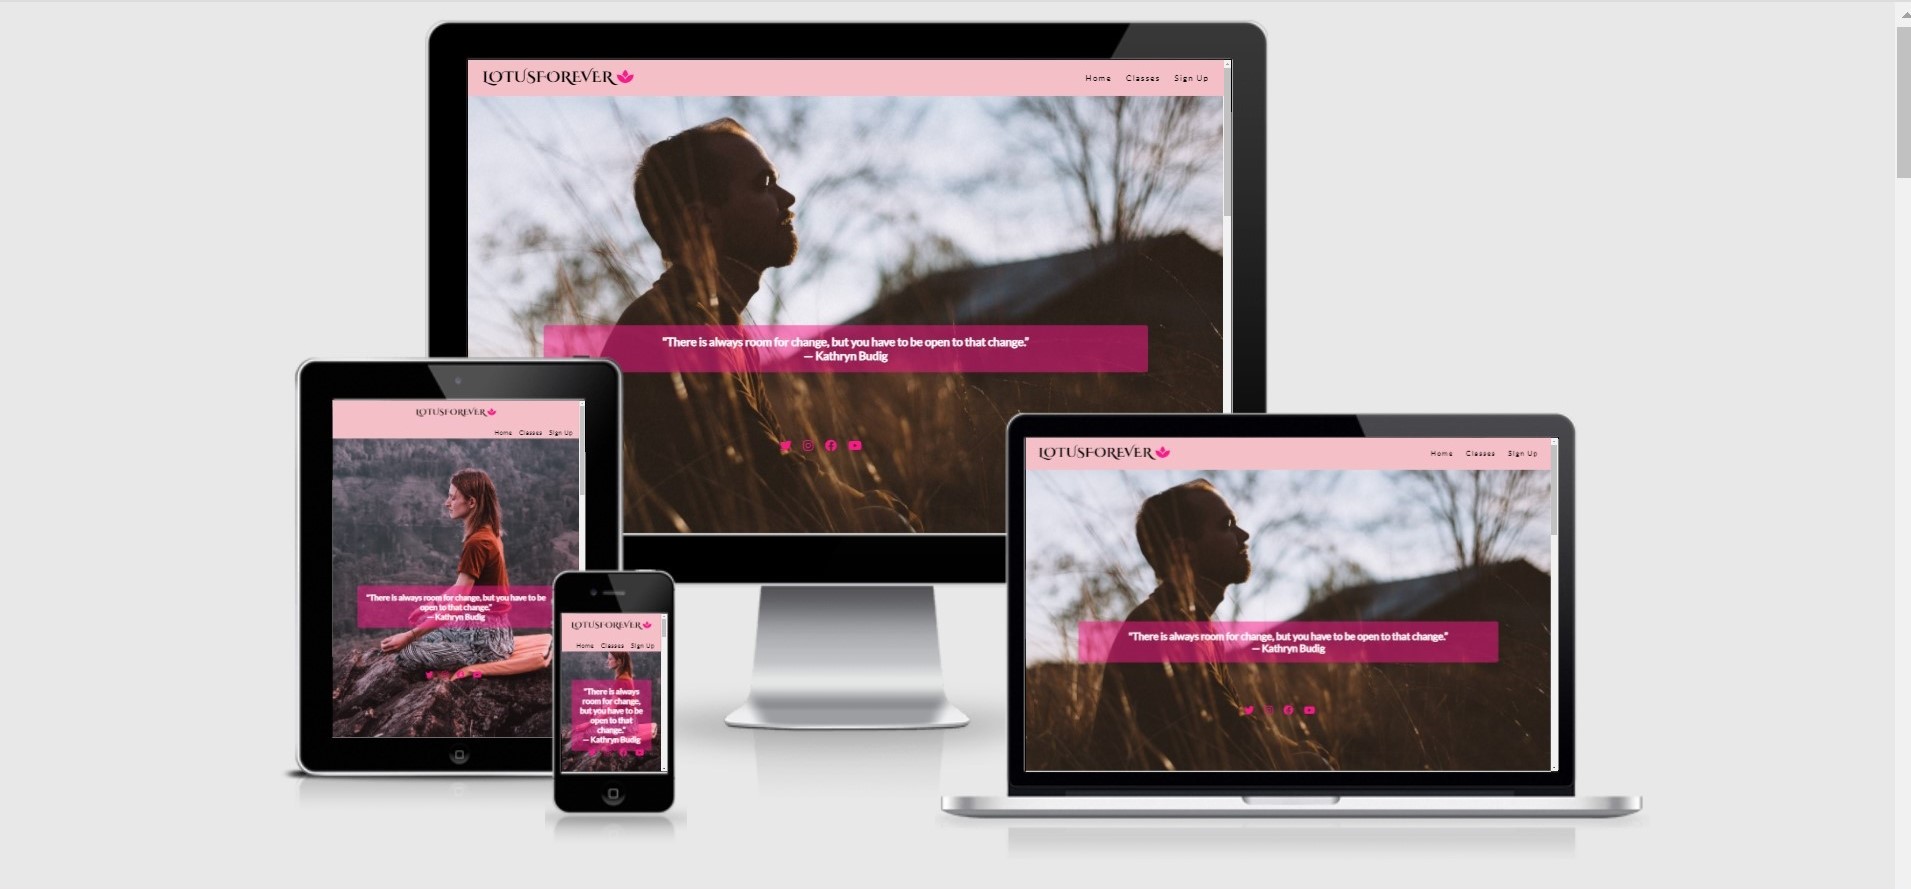 LOTUSFOREVER
Home Classes Sign Up
"There is always room for change, but you have to be open to that change."
— Kathryn Budig
LOTUSFOREVER
Home Classes Sign Up
"There is always room for change, but you have to be
open to that change."
— Kathryn Budig
LOTUSFOREVER
Home Classes Sign Up
"There is always
room for change,
but you have to be
open to that
change."
— Kathryn Budig
LOTUSFOREVER
Home Classes Sign Up
"There is always room for change, but you have to be open to that change."
— Kathryn Budig